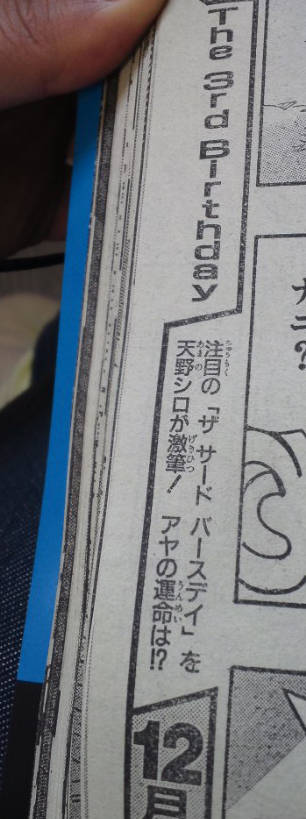 The 3rd Birthday
注目の「ザ サード バースデイ」を
天野シロが激筆！ アヤの運命は!?
12月